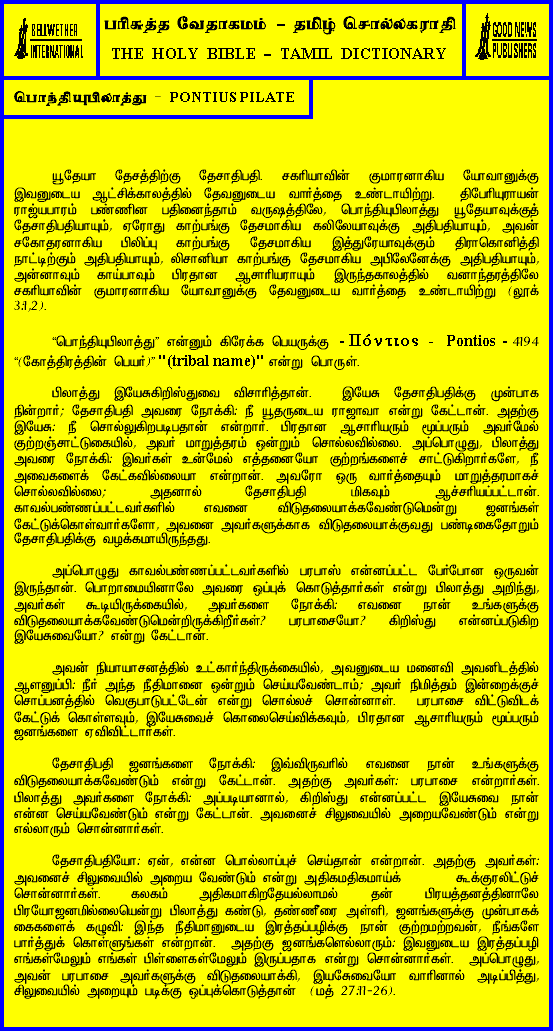 BELLWETHER
INTERNATIONAL
பரிசுத்த வேதாகமம் – தமிழ் சொல்லகராதி
THE HOLY BIBLE – TAMIL DICTIONARY
GOOD NEWS
PUBLISHERS
பொந்தியுபிலாத்து – PONTIUS PILATE
யூதேயா தேசத்திற்கு தேசாதிபதி. சகரியாவின் குமாரனாகிய யோவானுக்கு
இவனுடைய ஆட்சிக்காலத்தில் தேவனுடைய வார்த்தை உண்டாயிற்று. திபேரியுராயன்
ராஜ்யபாரம் பண்ணின பதினைந்தாம் வருஷத்திலே, பொந்தியுபிலாத்து யூதேயாவுக்குத்
தேசாதிபதியாயும், ஏரோது காற்பங்கு தேசமாகிய கலிலேயாவுக்கு அதிபதியாயும், அவன்
சகோதரனாகிய பிலிப்பு காற்பங்கு தேசமாகிய இத்துரேயாவுக்கும் திராகொனித்தி
நாட்டிற்கும் அதிபதியாயும், லிசானியா காற்பங்கு தேசமாகிய அபிலேனேக்கு அதிபதியாயும்,
அன்னாவும் காய்பாவும் பிரதான ஆசாரியராயும் இருந்தகாலத்தில் வனாந்தரத்திலே
சகரியாவின் குமாரனாகிய யோவானுக்கு தேவனுடைய வார்த்தை உண்டாயிற்று (லூக்
3:1,2).
“பொந்தியுபிலாத்து” என்னும் கிரேக்க பெயருக்கு - Πόντιος - Pontios - 4194
“(கோத்திரத்தின் பெயர்)” "(tribal name)" என்று பொருள்.
பிலாத்து இயேசுகிறிஸ்துவை விசாரித்தான். இயேசு தேசாதிபதிக்கு முன்பாக
நின்றார்; தேசாதிபதி அவரை நோக்கி: நீ யூதருடைய ராஜாவா என்று கேட்டான். அதற்கு
இயேசு: நீ சொல்லுகிறபடிதான் என்றார். பிரதான ஆசாரியரும் மூப்பரும் அவர்மேல்
குற்றஞ்சாட்டுகையில், அவர் மாறுத்தரம் ஒன்றும் சொல்லவில்லை. அப்பொழுது, பிலாத்து
அவரை நோக்கி: இவர்கள் உன்மேல் எத்தனையோ குற்றங்களைச் சாட்டுகிறார்களே, நீ
அவைகளைக் கேட்கவில்லையா என்றான். அவரோ ஒரு வார்த்தையும் மாறுத்தரமாகச்
சொல்லவில்லை; அதனால் தேசாதிபதி மிகவும் ஆச்சரியப்பட்டான்.
காவல்பண்ணப்பட்டவர்களில் எவனை விடுதலையாக்கவேண்டுமென்று ஜனங்கள்
கேட்டுக்கொள்வார்களோ, அவனை அவர்களுக்காக விடுதலையாக்குவது பண்டிகைதோறும்
தேசாதிபதிக்கு வழக்கமாயிருந்தது.
அப்பொழுது காவல்பண்ணப்பட்டவர்களில் பரபாஸ் என்னப்பட்ட பேர்போன ஒருவன்
இருந்தான். பொறாமையினாலே அவரை ஒப்புக் கொடுத்தார்கள் என்று பிலாத்து அறிந்து,
அவர்கள் கூடியிருக்கையில், அவர்களை நோக்கி: எவனை நான் உங்களுக்கு
விடுதலையாக்கவேண்டுமென்றிருக்கிறீர்கள்? பரபாசையோ? கிறிஸ்து என்னப்படுகிற
இயேசுவையோ? என்று கேட்டான்.
அவன் நியாயாசனத்தில் உட்கார்ந்திருக்கையில், அவனுடைய மனைவி அவனிடத்தில்
ஆளனுப்பி: நீர் அந்த நீதிமானை ஒன்றும் செய்யவேண்டாம்; அவர் நிமித்தம் இன்றைக்குச்
சொப்பனத்தில் வெகுபாடுபட்டேன் என்று சொல்லச் சொன்னாள். பரபாசை விட்டுவிடக்
கேட்டுக் கொள்ளவும், இயேசுவைச் கொலைசெய்விக்கவும், பிரதான ஆசாரியரும் மூப்பரும்
ஜனங்களை ஏவிவிட்டார்கள்.
தேசாதிபதி ஜனங்களை நோக்கி: இவ்விருவரில் எவனை நான் உங்களுக்கு
விடுதலையாக்கவேண்டும் என்று கேட்டான். அதற்கு அவர்கள்: பரபாசை என்றார்கள்.
பிலாத்து அவர்களை நோக்கி: அப்படியானால், கிறிஸ்து என்னப்பட்ட இயேசுவை நான்
என்ன செய்யவேண்டும் என்று கேட்டான். அவனைச் சிலுவையில் அறையவேண்டும் என்று
எல்லாரும் சொன்னார்கள்.
தேசாதிபதியோ: ஏன், என்ன பொல்லாப்புச் செய்தான் என்றான். அதற்கு அவர்கள்:
அவனைச் சிலுவையில் அறைய வேண்டும் என்று அதிகமதிகமாய்க் கூக்குரலிட்டுச்
சொன்னார்கள். கலகம் அதிகமாகிறதேயல்லாமல் தன் பிரயத்தனத்தினாலே
பிரயோஜனமில்லையென்று பிலாத்து கண்டு, தண்ணீரை அள்ளி, ஜனங்களுக்கு முன்பாகக்
கைகளைக் கழுவி: இந்த நீதிமானுடைய இரத்தப்பழிக்கு நான் குற்றமற்றவன், நீங்களே
பார்த்துக் கொள்ளுங்கள் என்றான். அதற்கு ஜனங்களெல்லாரும்: இவனுடைய இரத்தப்பழி
எங்கள்மேலும் எங்கள் பிள்ளைகள்மேலும் இருப்பதாக என்று சொன்னார்கள். அப்பொழுது,
அவன் பரபாசை அவர்களுக்கு விடுதலையாக்கி, இயசேுவையோ வாரினால் அடிப்பித்து,
சிலுவையில் அறையும் படிக்கு ஒப்புக்கொடுத்தான் (மத் 27:11-26).